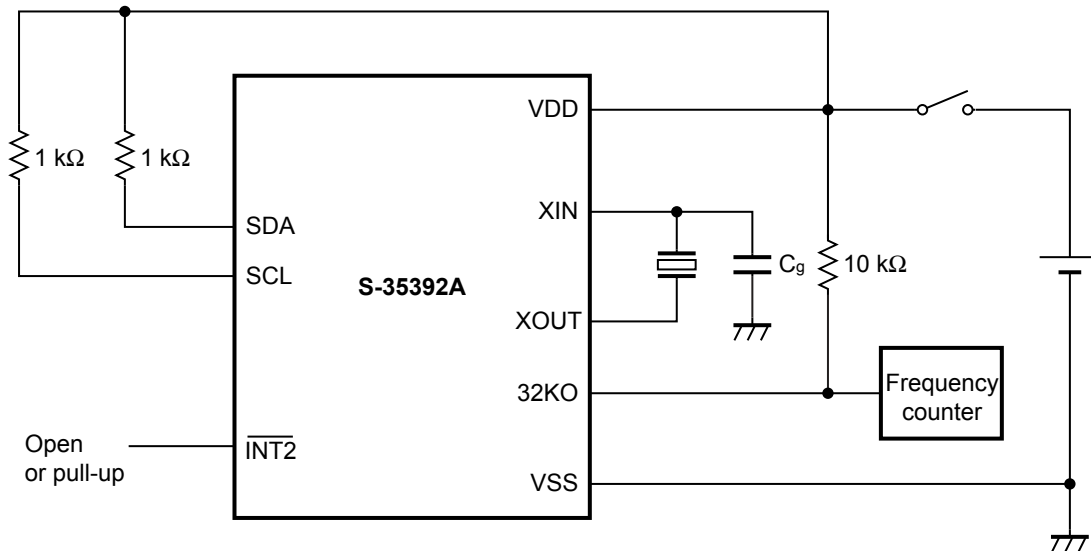 VDD
1 kΩ
1 kΩ
XIN
SDA
SCL
S-35392A
C₉
10 kΩ
XOUT
32KO
Frequency
counter
Open
or pull-up
INT2
VSS